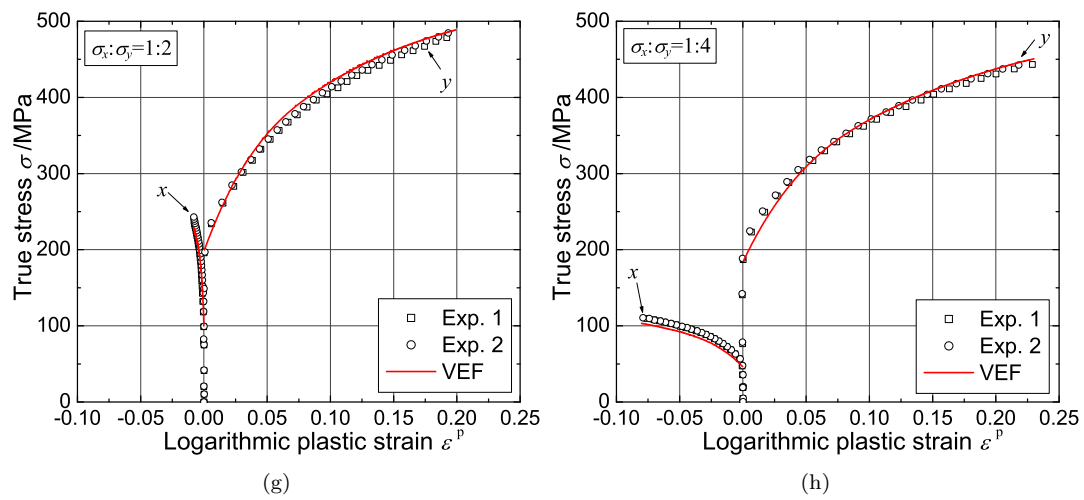 σx:σy=1:2
y
x
Exp. 1
Exp. 2
VEF
500
400
300
200
100
0
-0.10 -0.05 0.00 0.05 0.10 0.15 0.20 0.25
True stress σ /MPa
Logarithmic plastic strain ε p
(g)
σx:σy=1:4
y
x
Exp. 1
Exp. 2
VEF
500
400
300
200
100
0
-0.10 -0.05 0.00 0.05 0.10 0.15 0.20 0.25
True stress σ /MPa
Logarithmic plastic strain ε p
(h)